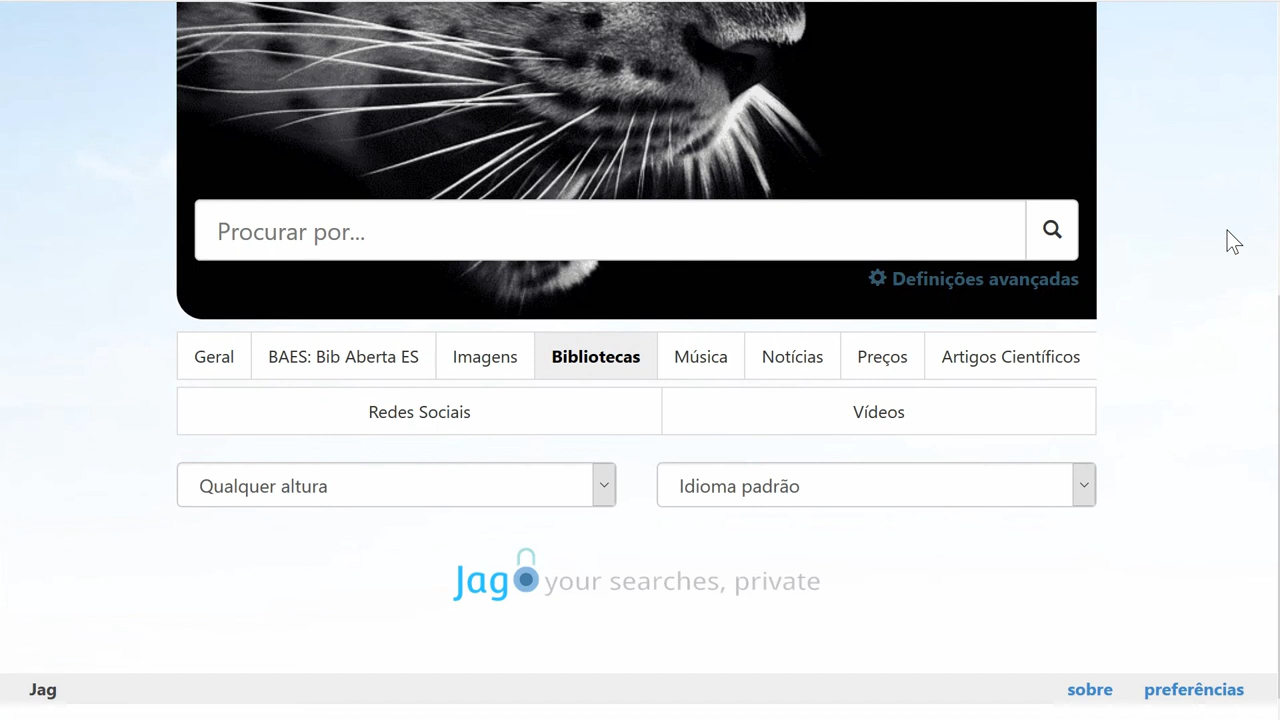 Procurar por...
Definições avançadas
Geral BAES: Bib Aberta ES Imagens Bibliotecas Música Notícias Preços Artigos Científicos
Redes Sociais Vídeos
Qualquer altura Idioma padrão
Jag your searches, private
Jag sobre preferências